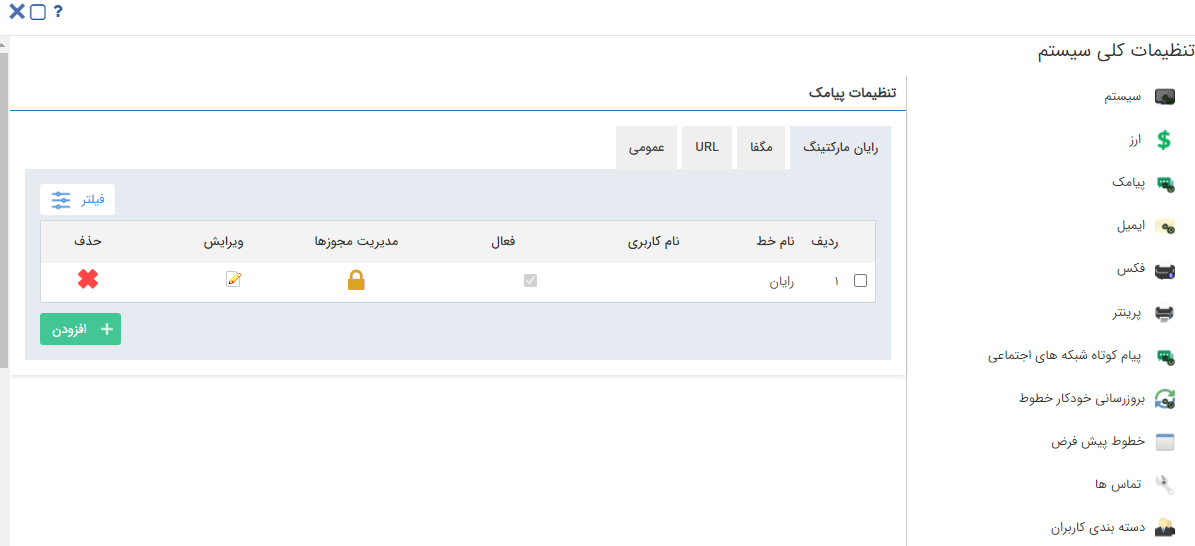 ?
تنظیمات کلی سیستم
سیستم
ارز
پیامک
ایمیل
فکس
پرینتر
پیام کوتاه شبکه های اجتماعی
بروزرسانی خودکار خطوط
خطوط پیش فرض
تماس ها
دسته بندی کاربران
تنظیمات پیامک
رایان مارکتینگ مگفا URL عمومی
فیلتر
ردیف نام خط نام کاربری فعال مدیریت مجوزها ویرایش حذف
۱ رایان
+ افزودن